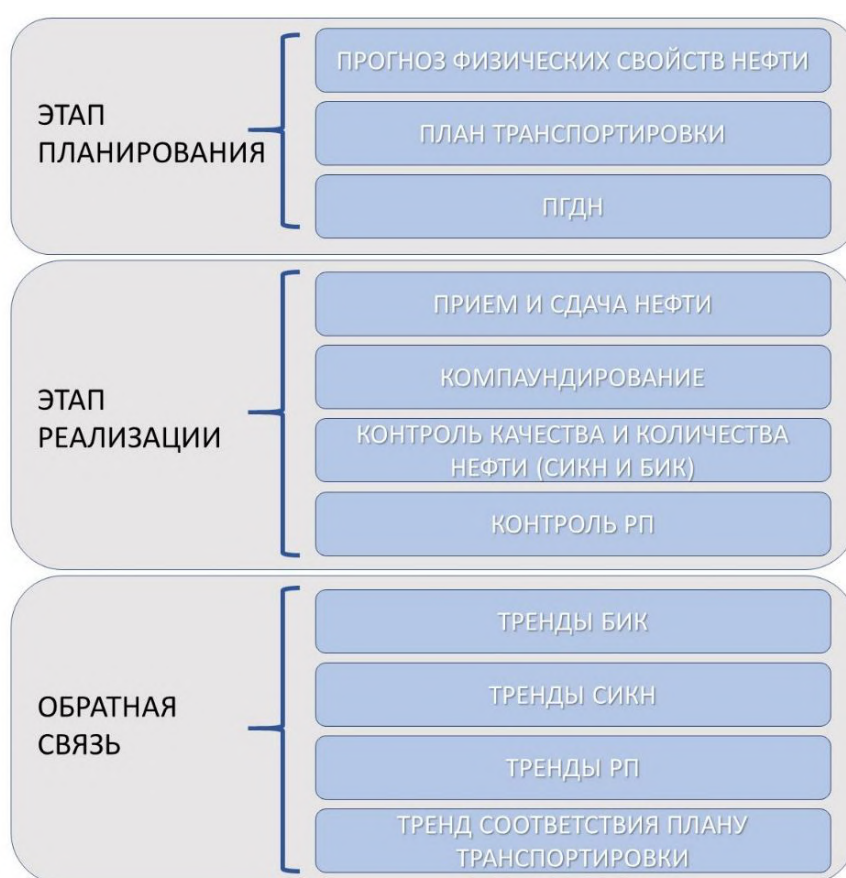 ЭТАП
ПЛАНИРОВАНИЯ
ПРОГНОЗ ФИЗИЧЕСКИХ СВОЙСТВ НЕФТИ
ПЛАН ТРАНСПОРТИРОВКИ
ПГДН
ЭТАП
РЕАЛИЗАЦИИ
ПРИЕМ И СДАЧА НЕФТИ
КОМПАУНДИРОВАНИЕ
КОНТРОЛЬ КАЧЕСТВА И КОЛИЧЕСТВА
НЕФТИ (СИКН И БИК)
КОНТРОЛЬ РП
ОБРАТНАЯ
СВЯЗЬ
ТРЕНДЫ БИК
ТРЕНДЫ СИКН
ТРЕНДЫ РП
ТРЕНД СООТВЕТСТВИЯ ПЛАНУ
ТРАНСПОРТИРОВКИ